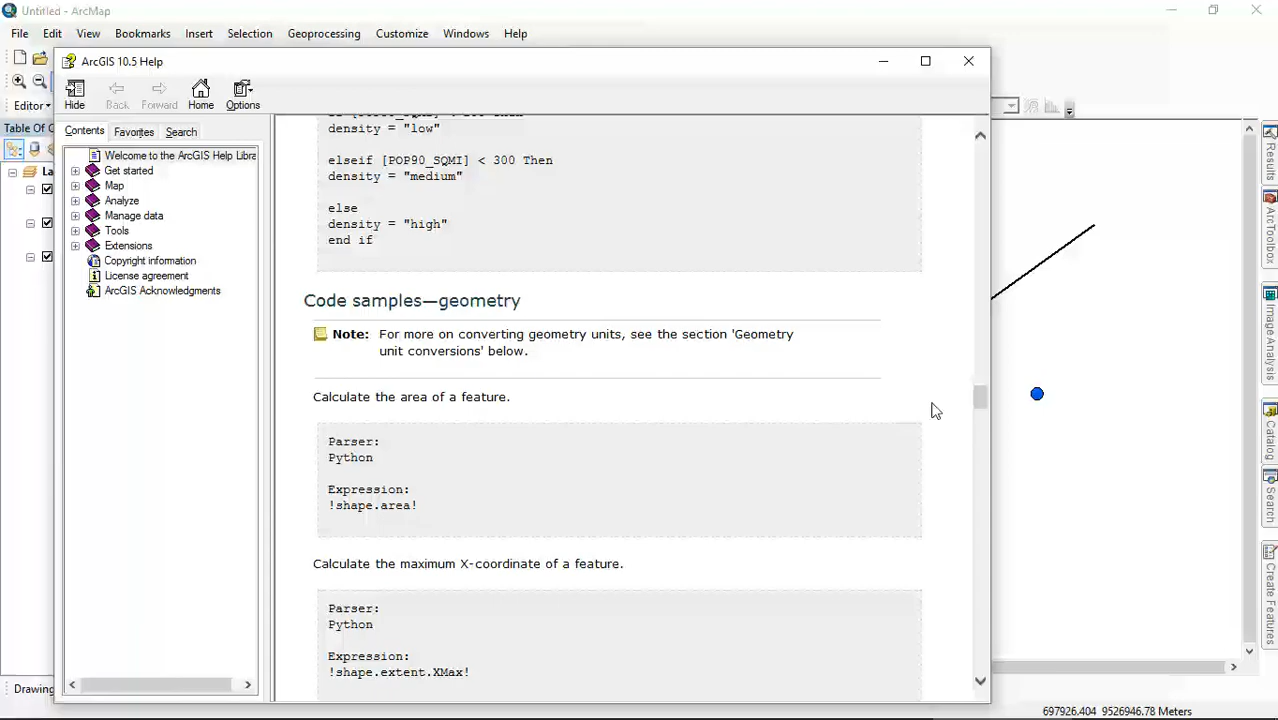 Untitled - ArcMap
File Edit View Bookmarks Insert Selection Geoprocessing Customize Windows Help
ArcGIS 10.5 Help
Hide Back Forward Home Options
Editor
Table Of
La
Contents Favorites Search
Welcome to the ArcGIS Help Libra
Get started
Map
Analyze
Manage data
Tools
Extensions
Copyright information
License agreement
ArcGIS Acknowledgments
density = "low"
elseif [POP90_SQMI] < 300 Then
density = "medium"
else
density = "high"
end if
Code samples—geometry
Note: For more on converting geometry units, see the section 'Geometry
unit conversions' below.
Calculate the area of a feature.
Parser:
Python
Expression:
!shape.area!
Calculate the maximum X-coordinate of a feature.
Parser:
Python
Expression:
!shape.extent.XMax!
Results
ArcToolbox
Image Analysis
Catalog
Search
Create Features
Drawing
697926.404 9526946.78 Meters